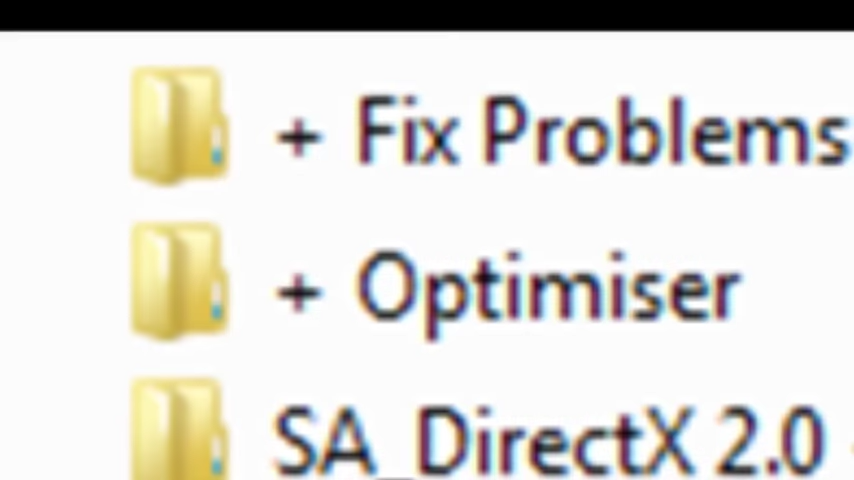 + Fix Problems
+ Optimiser
SA_DirectX 2.0